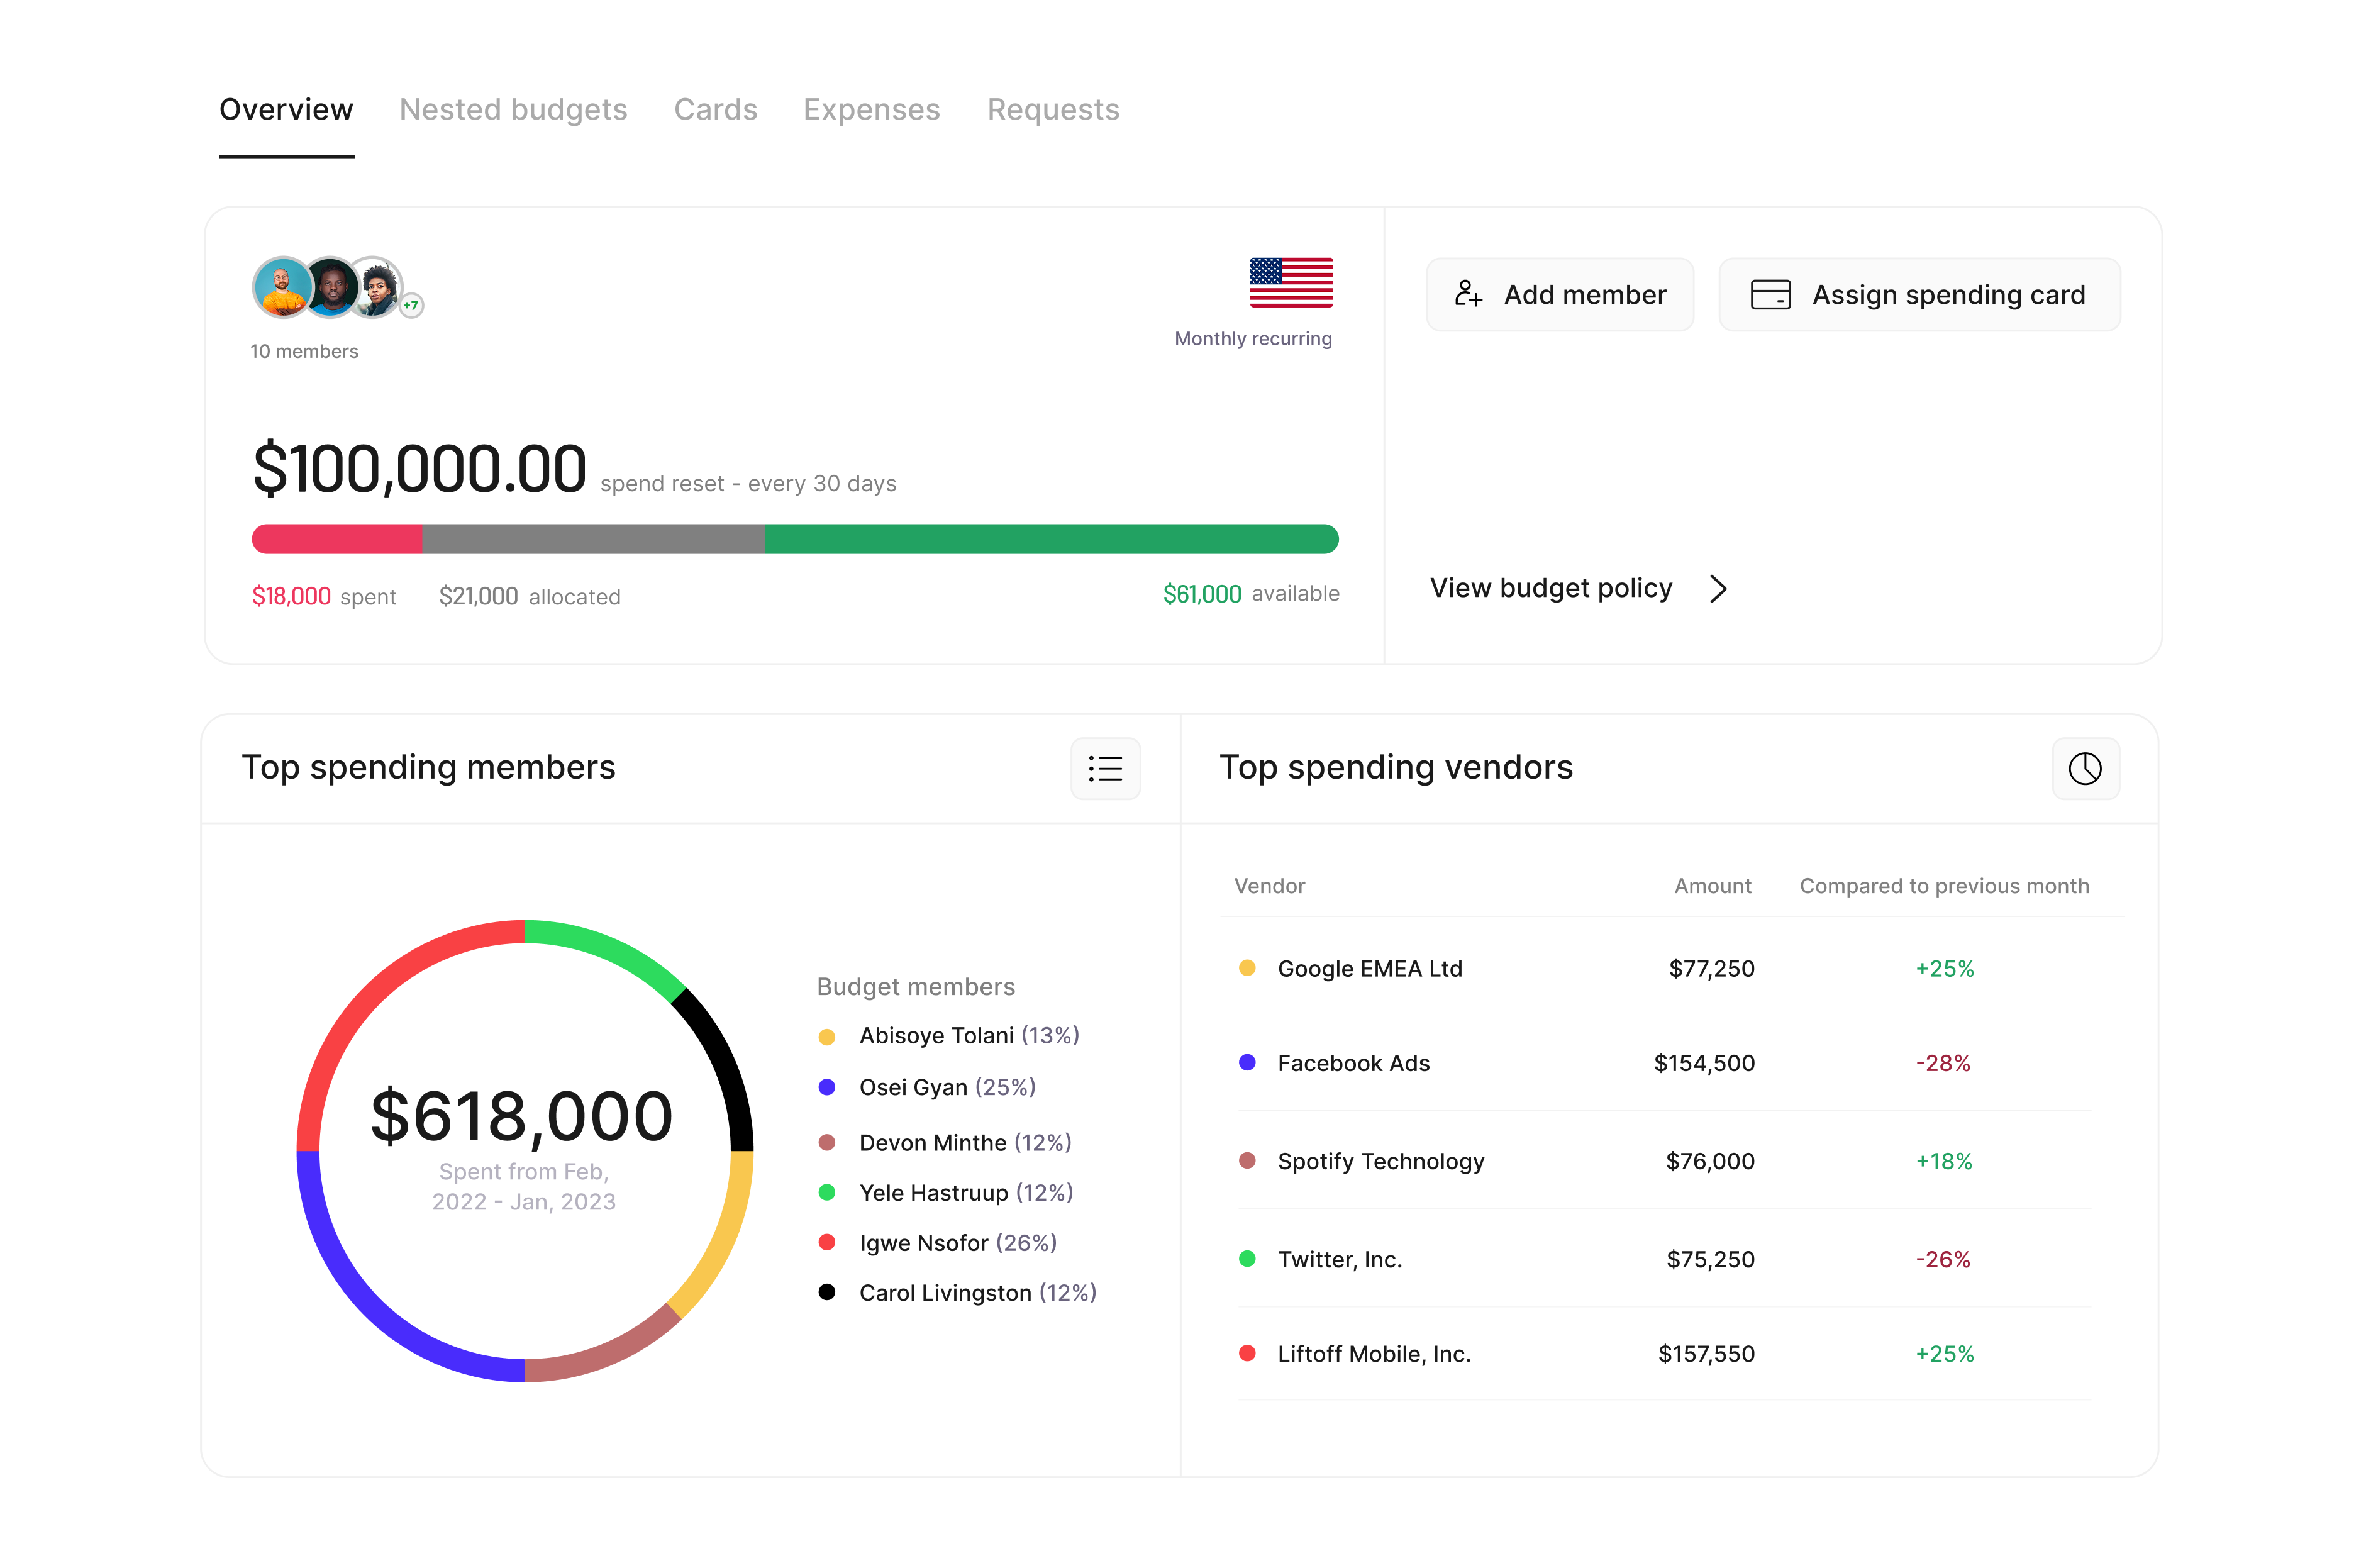 Overview Nested budgets Cards Expenses Requests
+7
10 members
Monthly recurring
Add member
Assign spending card
$100,000.00 spend reset - every 30 days
$18,000 spent $21,000 allocated $61,000 available
View budget policy
Top spending members
$618,000
Spent from Feb,
2022 - Jan, 2023
Budget members
Abisoye Tolani (13%)
Osei Gyan (25%)
Devon Minthe (12%)
Yele Hastruup (12%)
Igwe Nsofor (26%)
Carol Livingston (12%)
Top spending vendors
Vendor Amount Compared to previous month
Google EMEA Ltd $77,250 +25%
Facebook Ads $154,500 -28%
Spotify Technology $76,000 +18%
Twitter, Inc. $75,250 -26%
Liftoff Mobile, Inc. $157,550 +25%